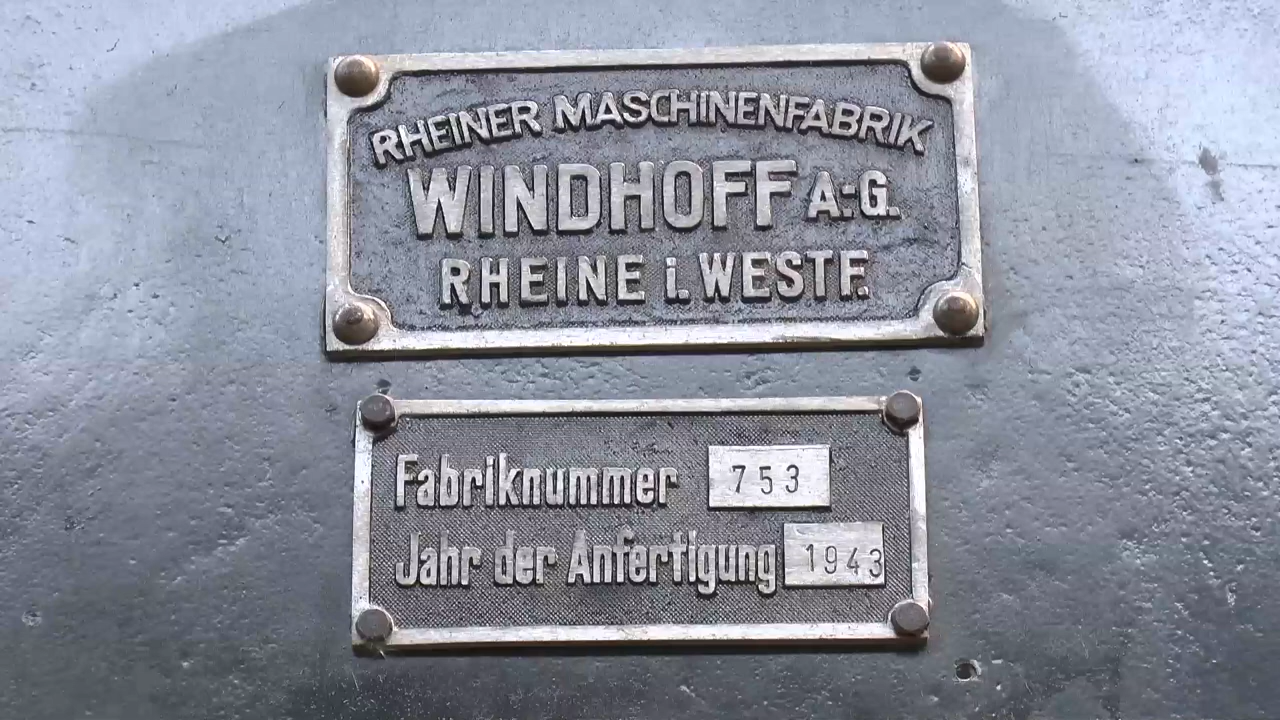 RHEINER MASCHINENFABRIK
WINDHOFF A.-G.
RHEINE i. WESTF.
Fabriknummer 753
Jahr der Anfertigung 1943